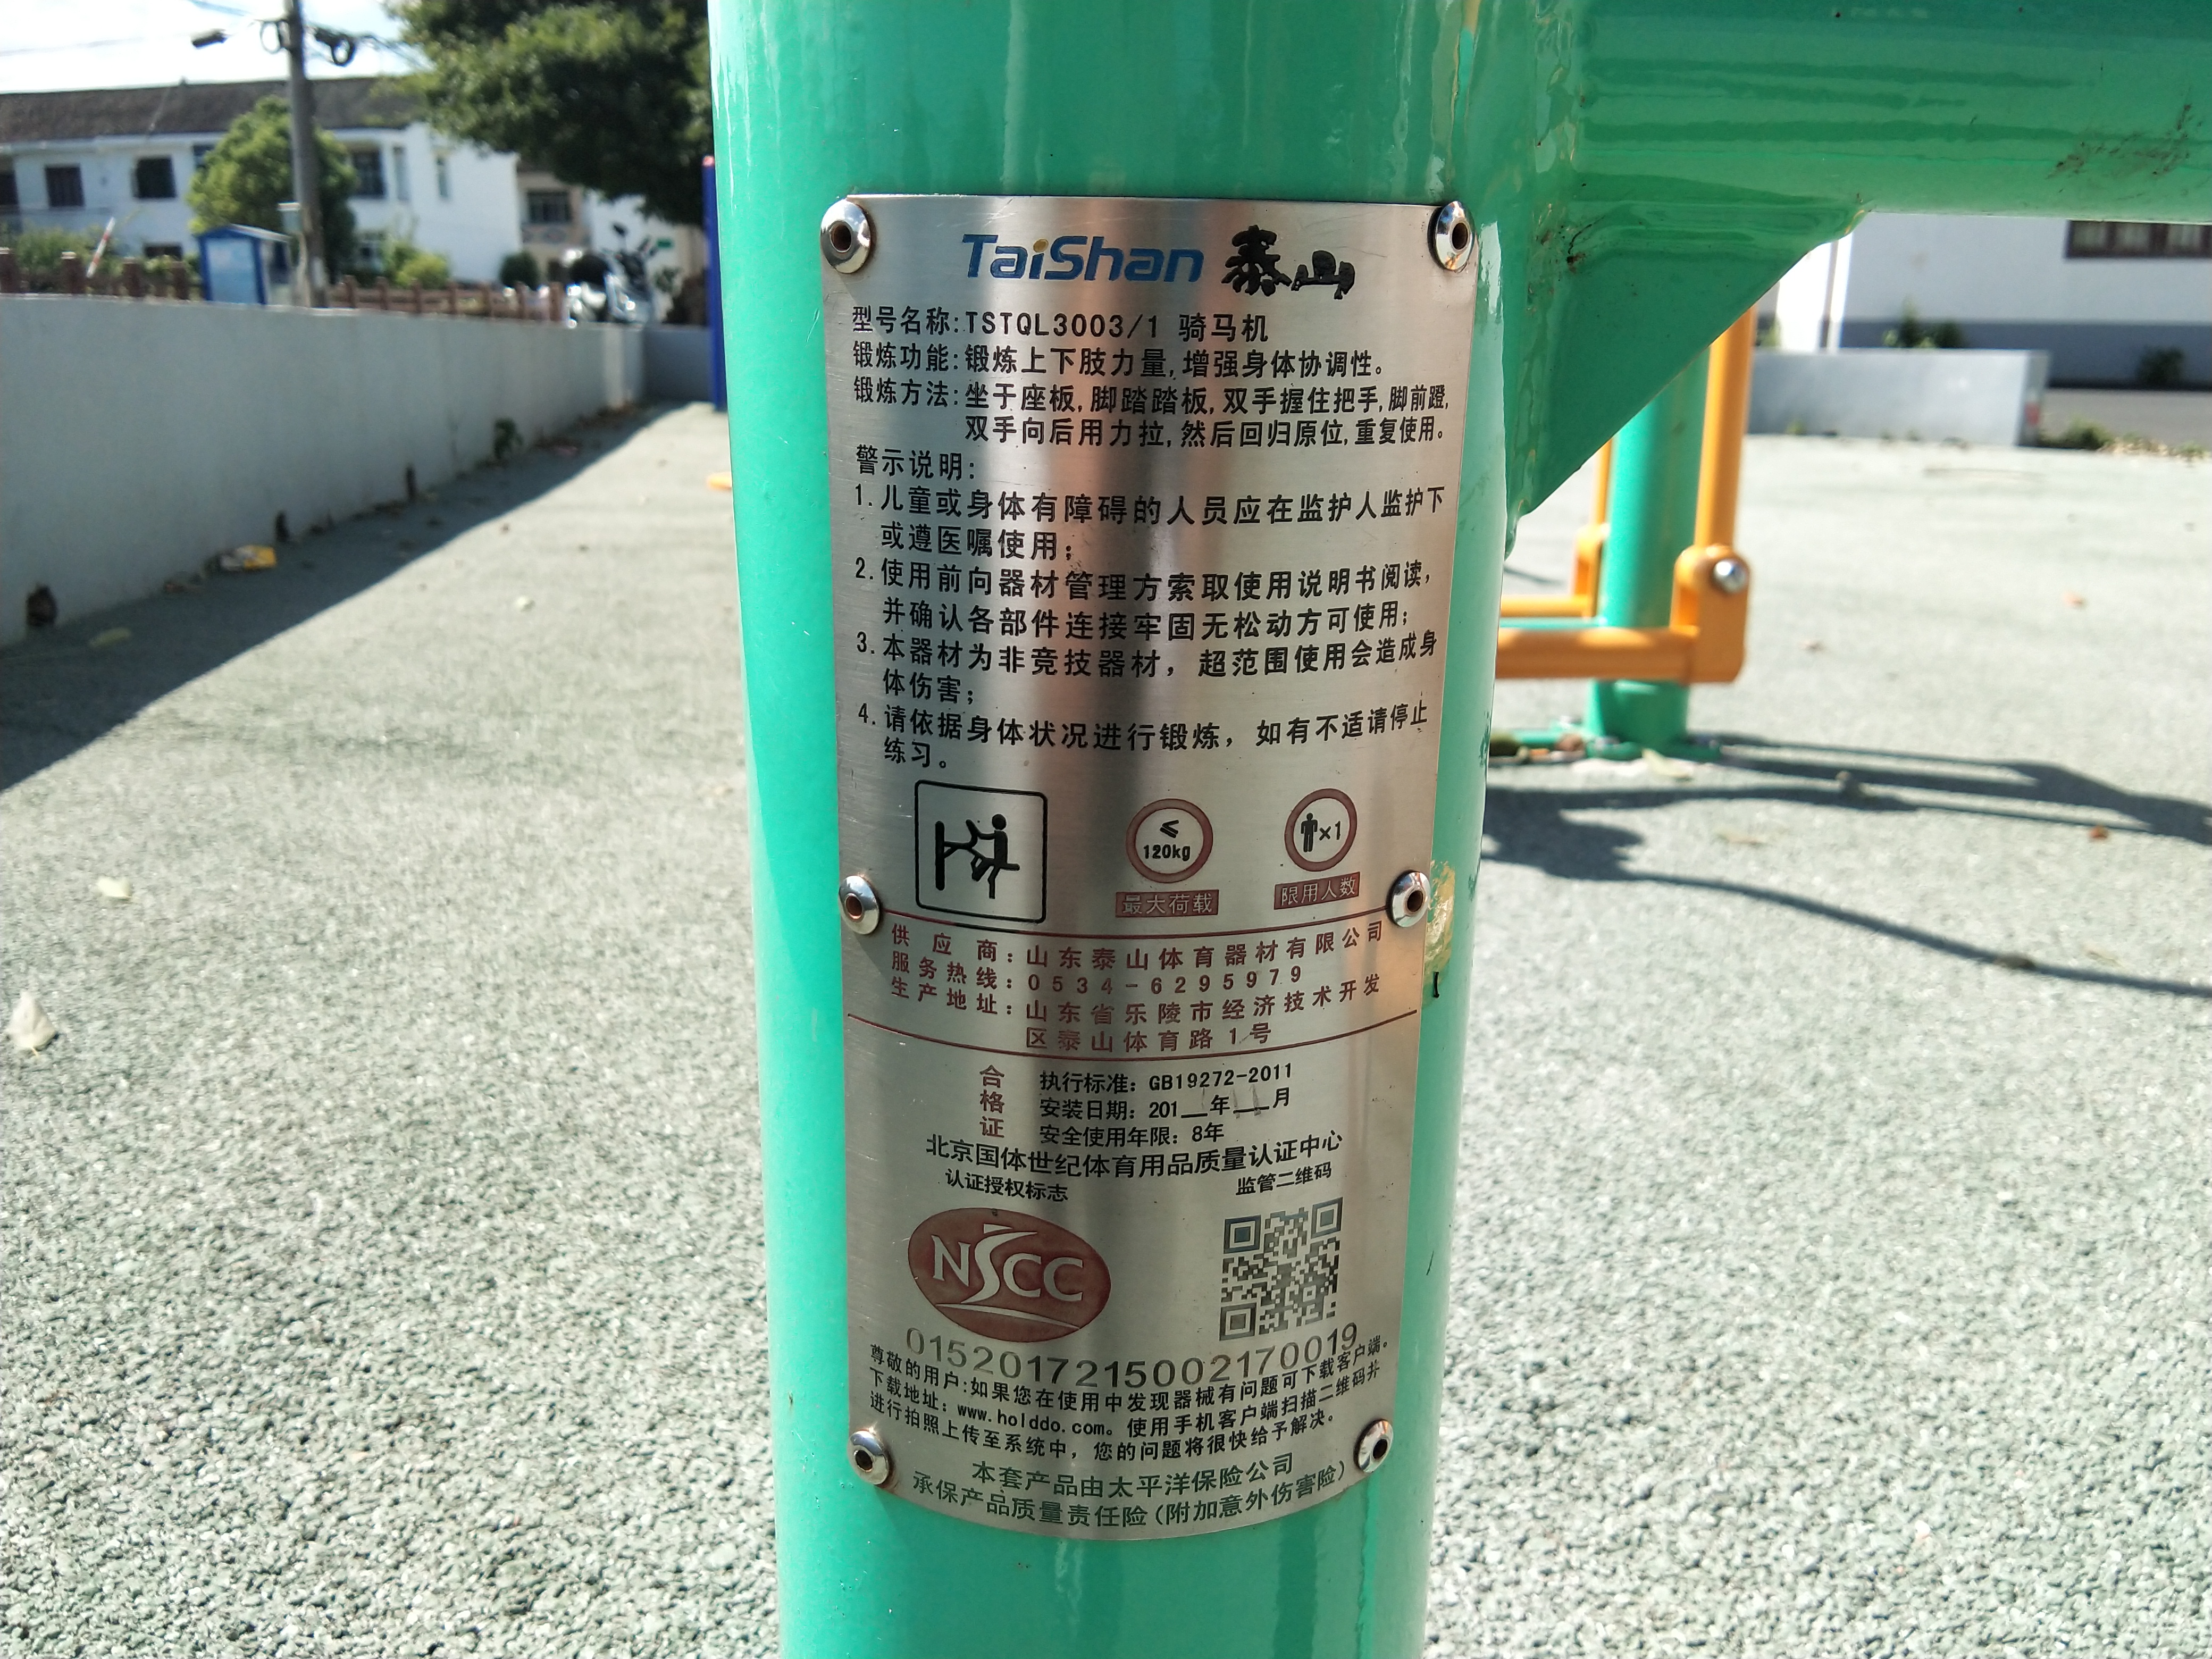 TaiShan 泰山
型号名称:TSTQL3003/1 骑马机
锻炼功能:锻炼上下肢力量,增强身体协调性。
锻炼方法:坐于座板,脚踏踏板,双手握住把手,脚前蹬,
双手向后用力拉,然后回归原位,重复使用。
警示说明:
1.儿童或身体有障碍的人员应在监护人监护下
或遵医嘱使用;
2.使用前向器材管理方索取使用说明书阅读,
并确认各部件连接牢固无松动方可使用;
3.本器材为非竞技器材，超范围使用会造成身
体伤害;
4.请依据身体状况进行锻炼，如有不适请停止
练习。
≤
120kg
×1
最大荷载
限用人数
供应商:山东泰山体育器材有限公司
服务热线:0534-6295979
生产地址:山东省乐陵市经济技术开发
区泰山体育路1号
合格证
执行标准: GB19272-2011
安装日期: 201__年___月
安全使用年限: 8年
北京国体世纪体育用品质量认证中心
认证授权标志
监管二维码
NSCC
01520172150021700​19
尊敬的用户:如果您在使用中发现器械有问题可下载客户端。
下载地址: www.holddo.com。使用手机客户端扫描二维码并
进行拍照上传至系统中，您的问题将很快给予解决。
本套产品由太平洋保险公司
承保产品质量责任险(附加意外伤害险)